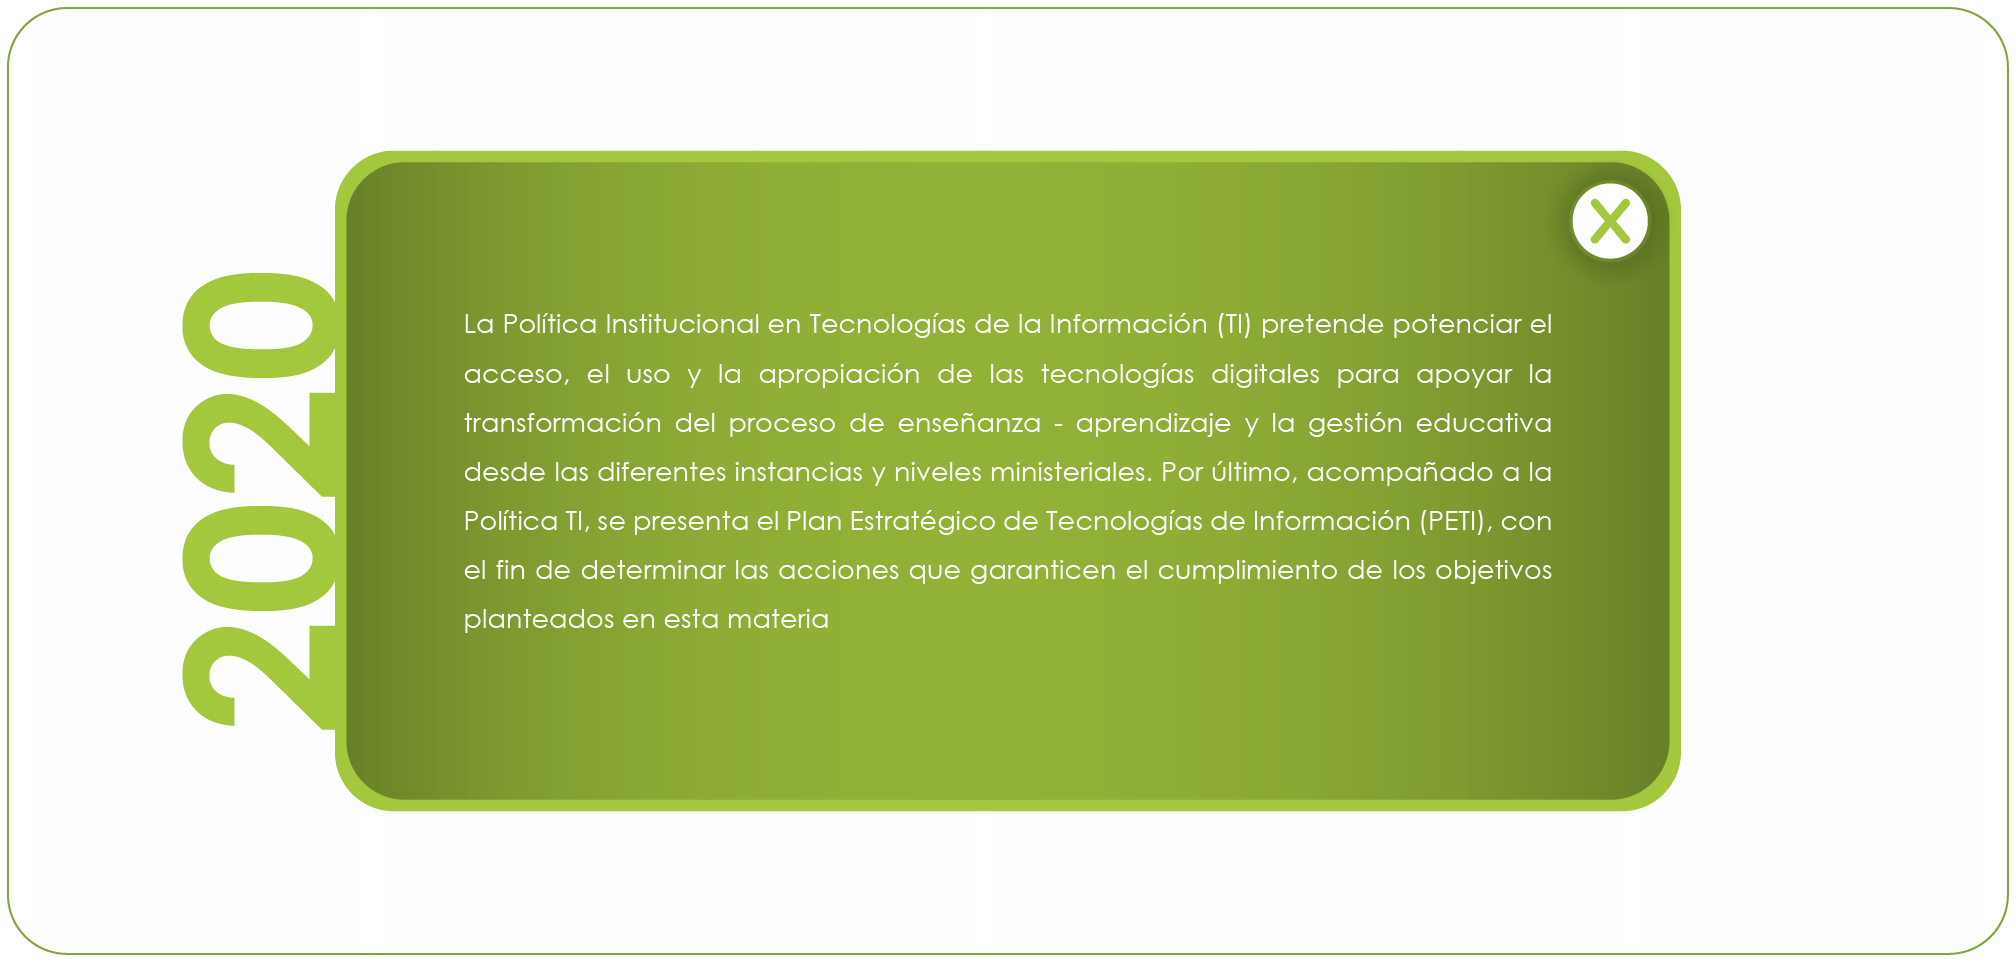 2020
X
La Política Institucional en Tecnologías de la Información (TI) pretende potenciar el
acceso, el uso y la apropiación de las tecnologías digitales para apoyar la
transformación del proceso de enseñanza - aprendizaje y la gestión educativa
desde las diferentes instancias y niveles ministeriales. Por último, acompañado a la
Política TI, se presenta el Plan Estratégico de Tecnologías de Información (PETI), con
el fin de determinar las acciones que garanticen el cumplimiento de los objetivos
planteados en esta materia